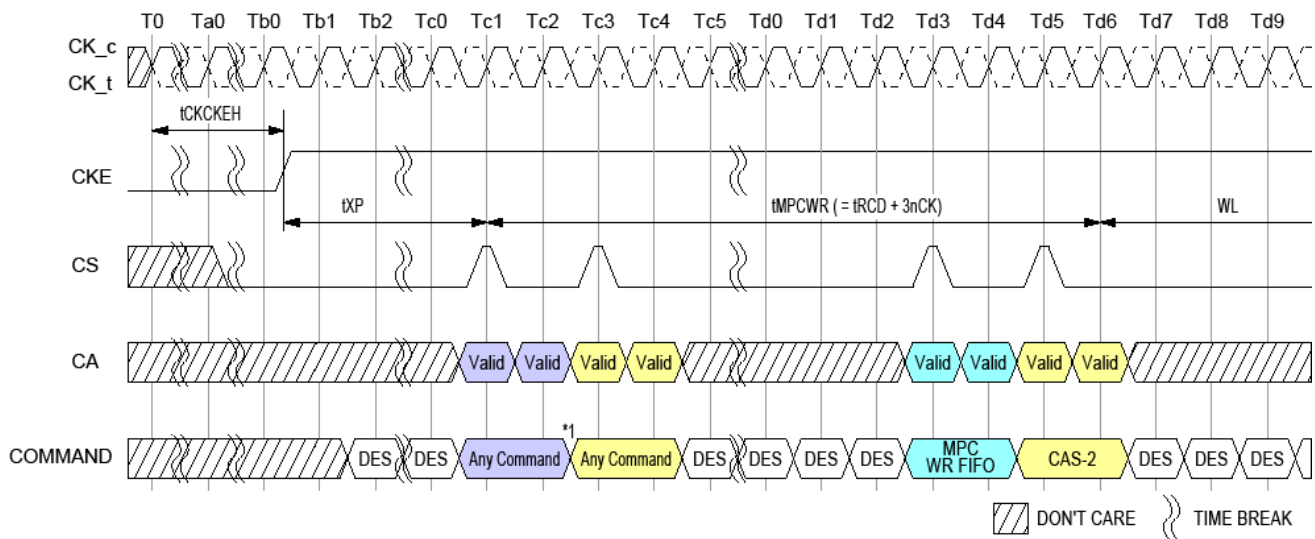 T0 Ta0 Tb0 Tb1 Tb2 Tc0 Tc1 Tc2 Tc3 Tc4 Tc5 Td0 Td1 Td2 Td3 Td4 Td5 Td6 Td7 Td8 Td9
CK_c
CK_t
tCKCKEH
CKE
tXP tMPCWR ( = tRCD + 3nCK) WL
CS
CA Valid Valid Valid Valid Valid Valid Valid Valid
*1
COMMAND DES DES Any Command Any Command DES DES DES DES MPC WR FIFO CAS-2 DES DES DES
DON'T CARE TIME BREAK